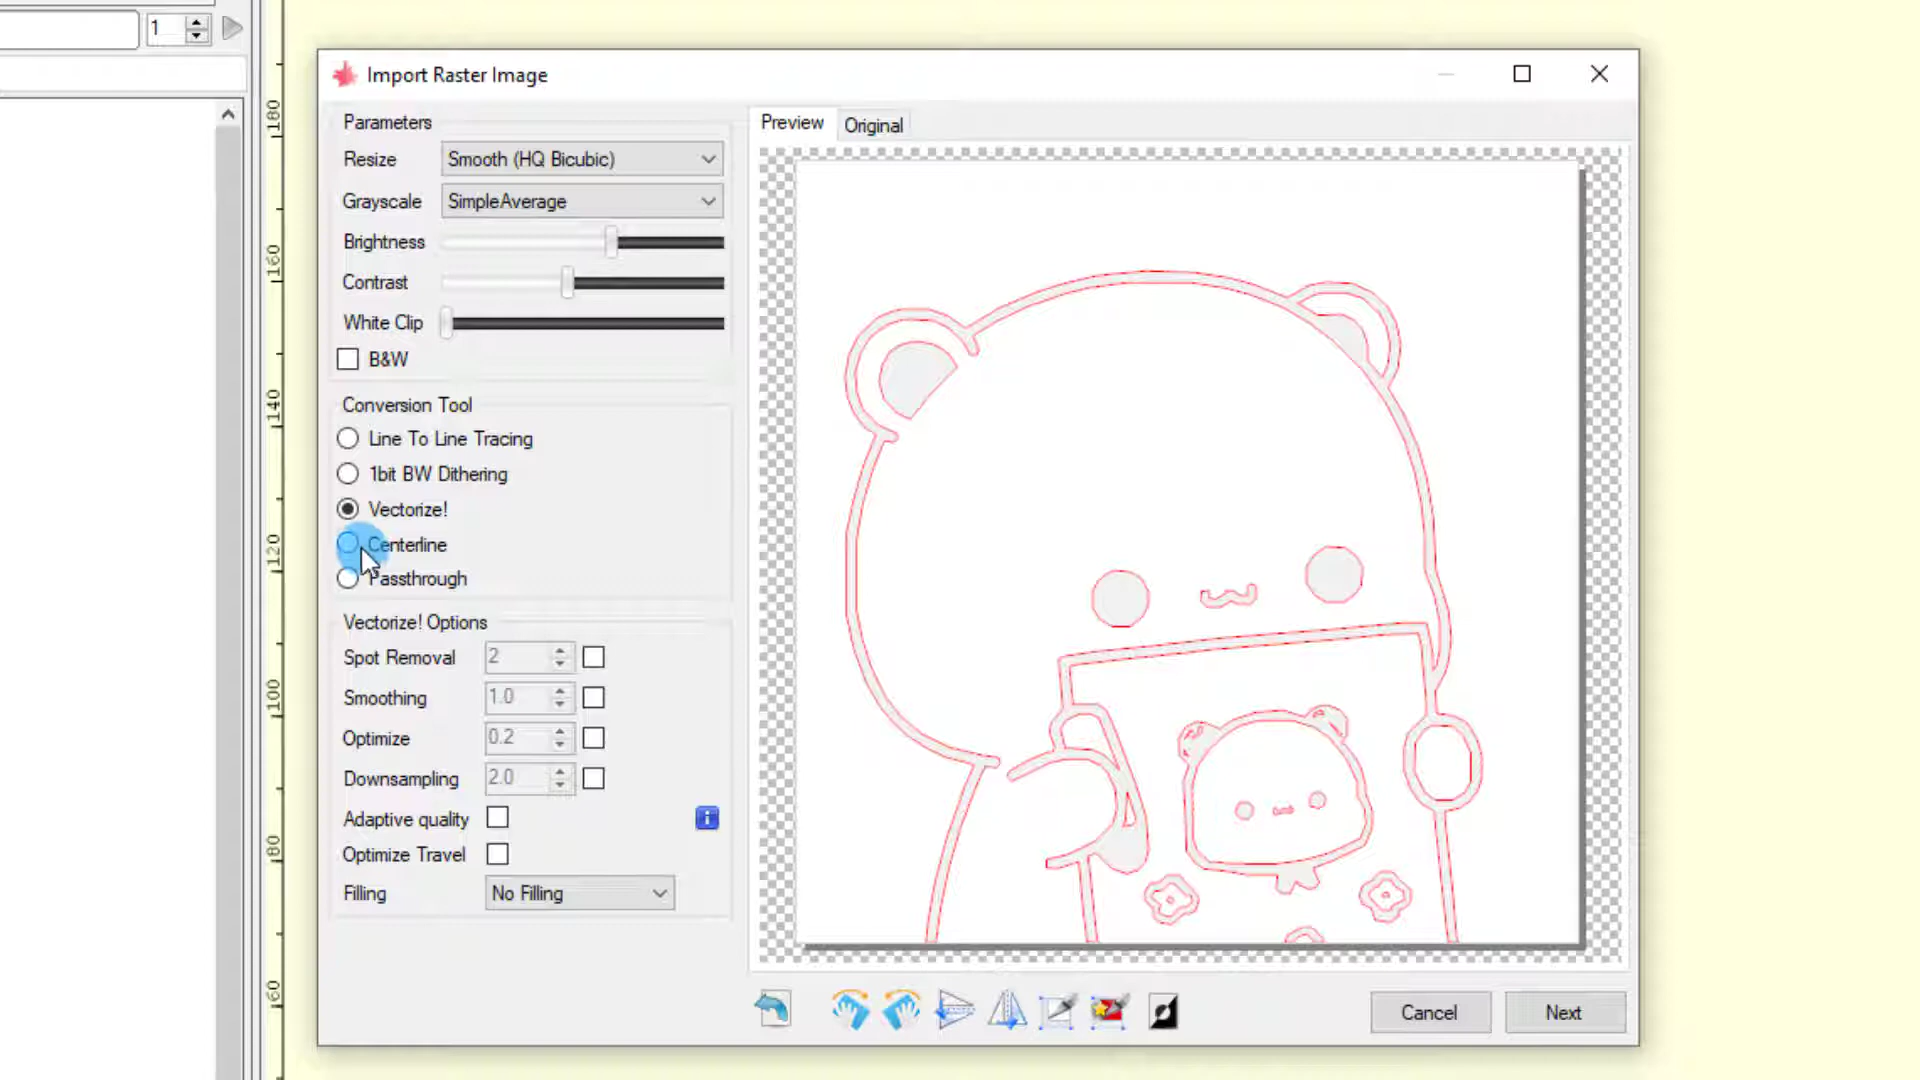 1
Import Raster Image
Parameters
Resize Smooth (HQ Bicubic)
Grayscale SimpleAverage
Brightness
Contrast
White Clip
B&W
Conversion Tool
Line To Line Tracing
1bit BW Dithering
Vectorize!
Centerline
Passthrough
Vectorize! Options
Spot Removal 2
Smoothing 1.0
Optimize 0.2
Downsampling 2.0
Adaptive quality
Optimize Travel
Filling No Filling
Preview Original
Cancel Next
180
160
140
120
100
80
60